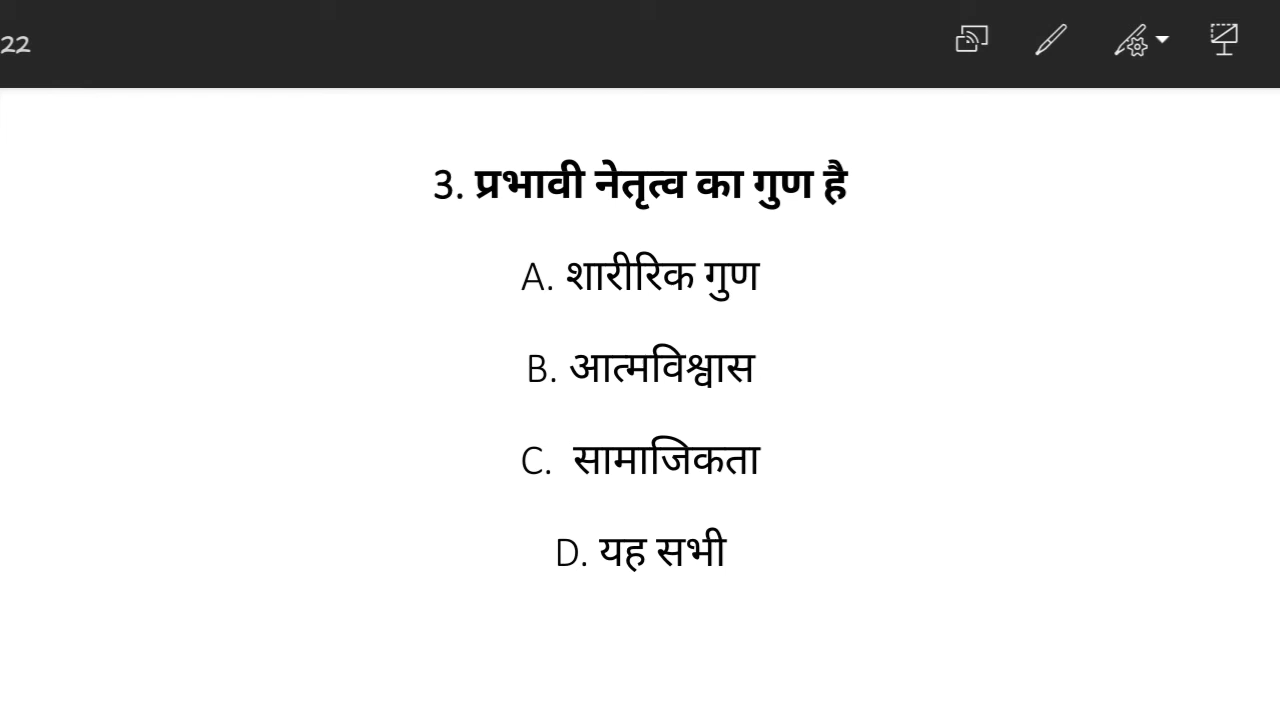 22
3. प्रभावी नेतृत्व का गुण है
A. शारीरिक गुण
B. आत्मविश्वास
C. सामाजिकता
D. यह सभी